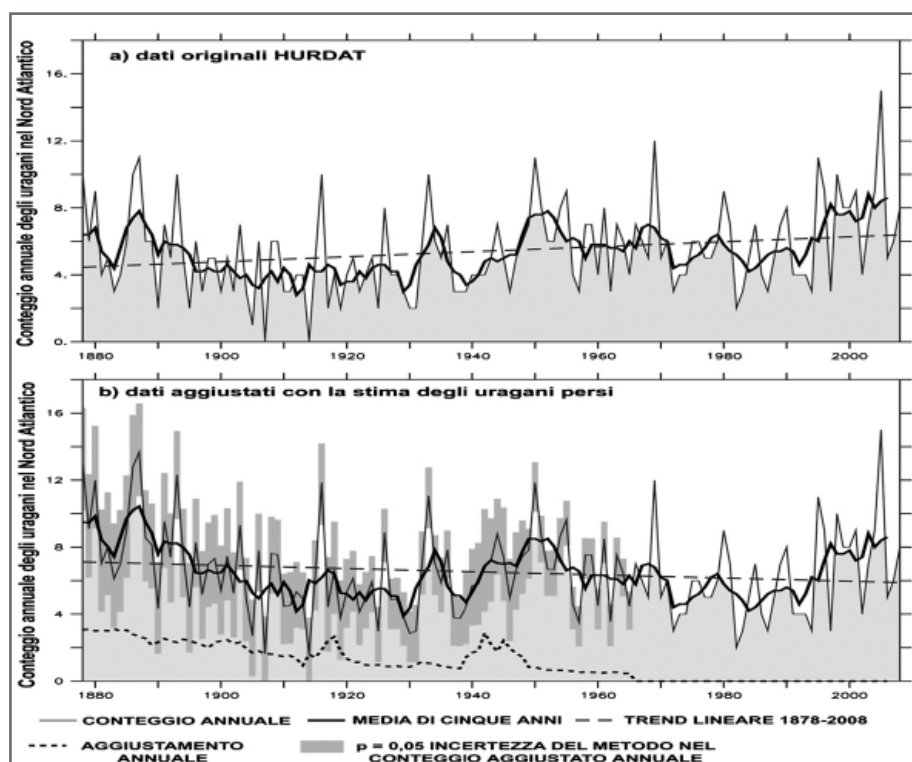 a) dati originali HURDAT
Conteggio annuale degli uragani nel Nord Atlantico
16.
12.
8.
4.
0.
1880 1900 1920 1940 1960 1980 2000
b) dati aggiustati con la stima degli uragani persi
Conteggio annuale degli uragani nel Nord Atlantico
16
12
8
4
0
1880 1900 1920 1940 1960 1980 2000
CONTEGGIO ANNUALE MEDIA DI CINQUE ANNI TREND LINEARE 1878-2008
AGGIUSTAMENTO ANNUALE
p = 0,05 INCERTEZZA DEL METODO NEL
CONTEGGIO AGGIUSTATO ANNUALE